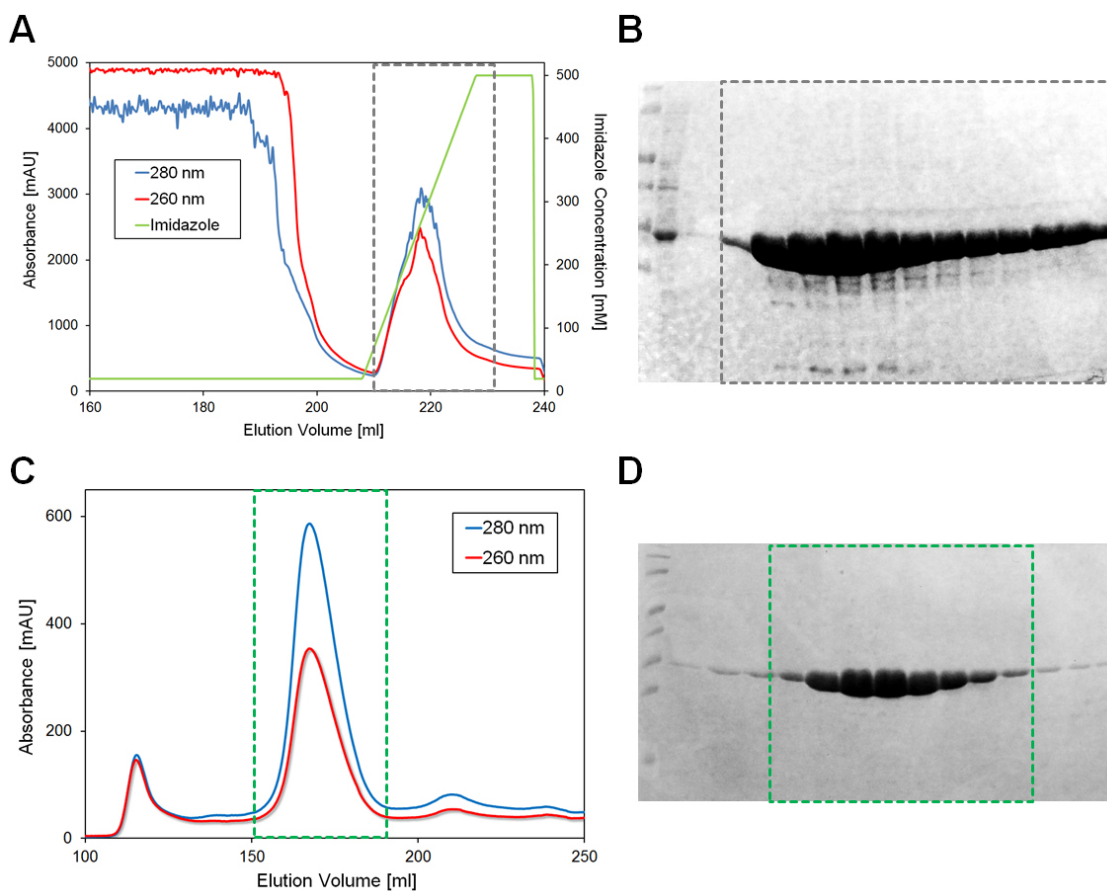 A
B
5000
4000
3000
2000
1000
0
Absorbance [mAU]
280 nm
260 nm
Imidazole
500
400
300
200
100
0
Imidazole Concentration [mM]
160 180 200 220 240
Elution Volume [ml]
C
D
600
400
200
0
Absorbance [mAU]
280 nm
260 nm
100 150 200 250
Elution Volume [ml]